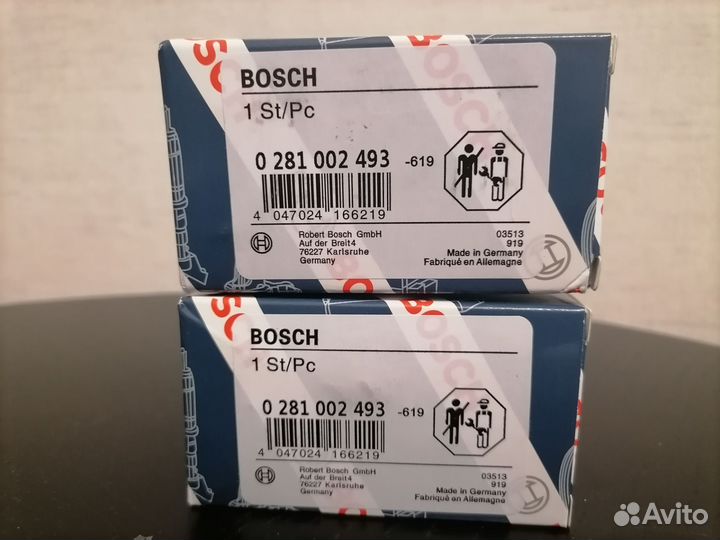 BOSCH
1 St/Pc
0 281 002 493 -619
4 047024 166219
Robert Bosch GmbH
Auf der Breit4
76227 Karlsruhe
Germany
03513
919
Made in Germany
Fabriqué en Allemagne
BOSCH
1 St/Pc
0 281 002 493 -619
4 047024 166219
Robert Bosch GmbH
Auf der Breit4
76227 Karlsruhe
Germany
03513
919
Made in Germany
Fabriqué en Allemagne
BOSCH
Avito